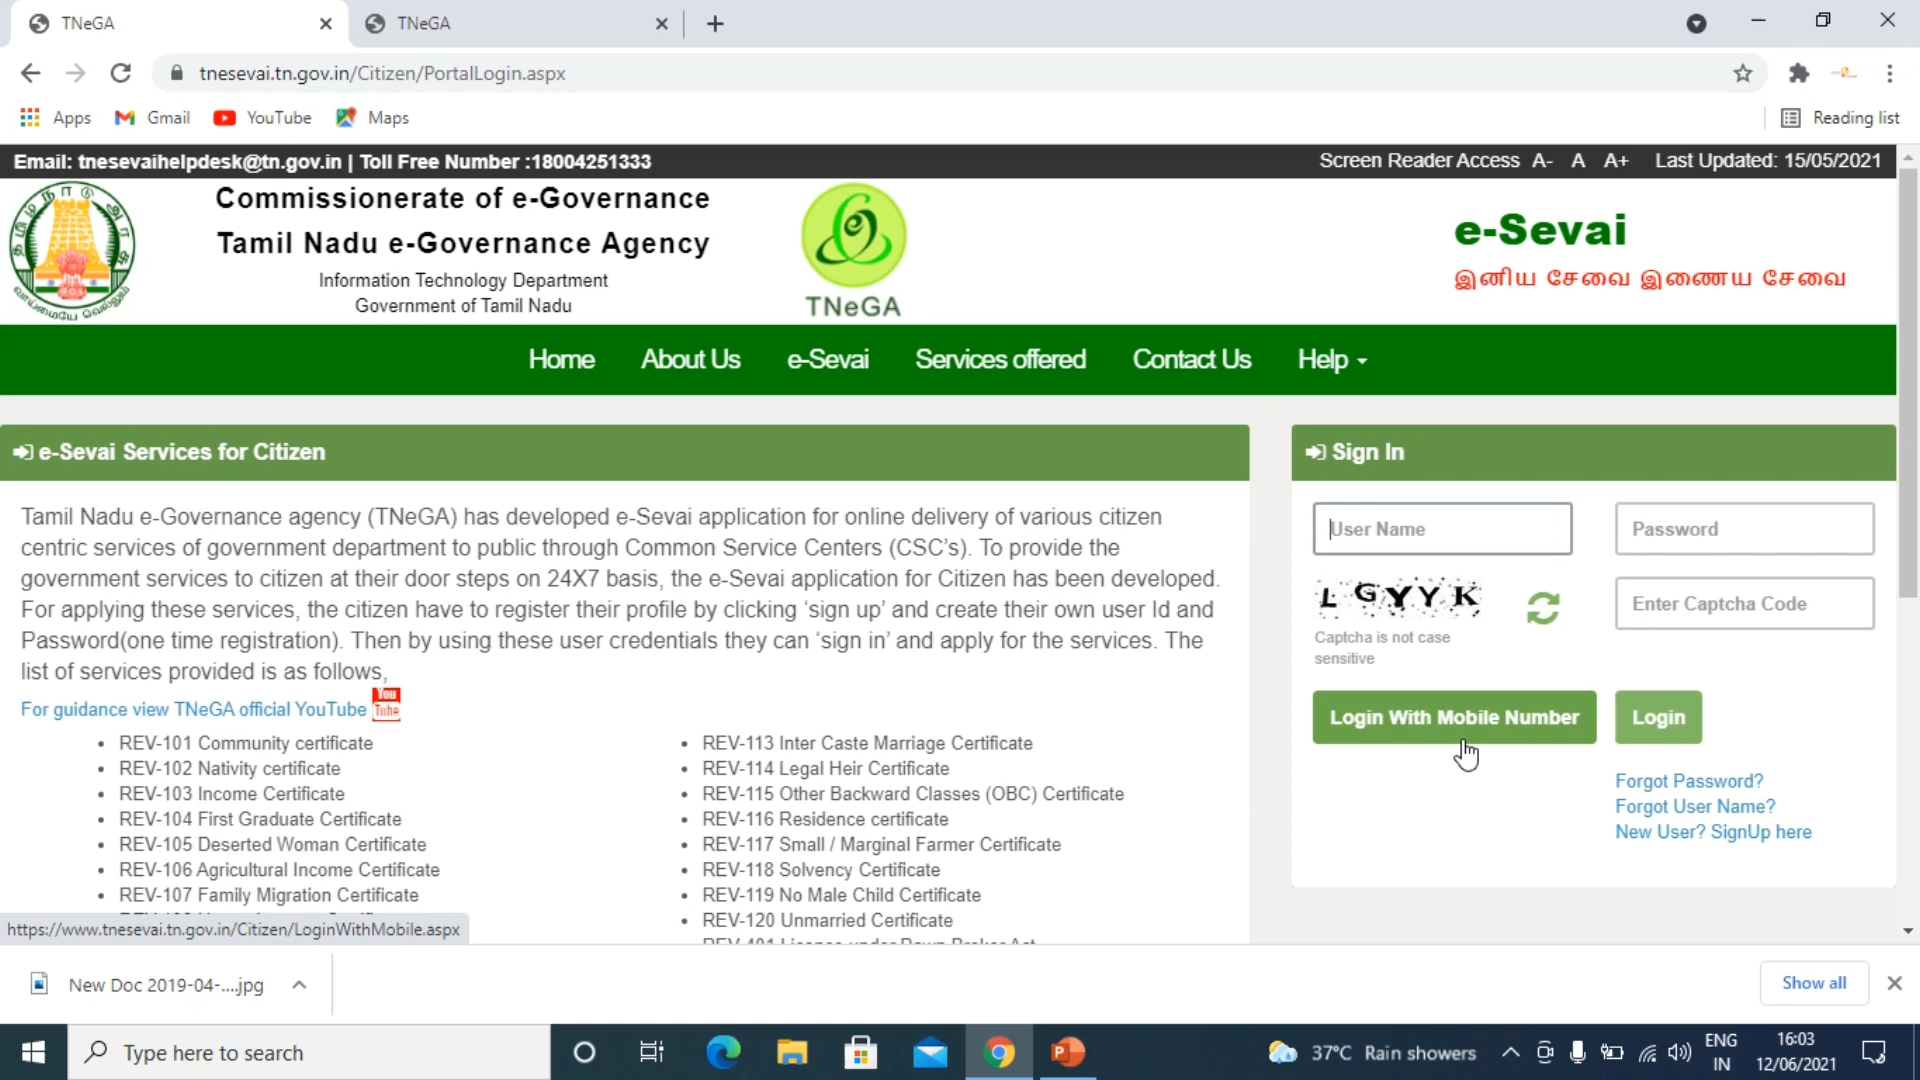 TNeGA
TNeGA
tnesevai.tn.gov.in/Citizen/PortalLogin.aspx
Apps
Gmail
YouTube
Maps
Reading list
Email: tnesevaihelpdesk@tn.gov.in | Toll Free Number :18004251333
Screen Reader Access A- A A+ Last Updated: 15/05/2021
Commissionerate of e-Governance
Tamil Nadu e-Governance Agency
Information Technology Department
Government of Tamil Nadu
TNeGA
e-Sevai
இனிய சேவை இணைய சேவை
Home
About Us
e-Sevai
Services offered
Contact Us
Help
e-Sevai Services for Citizen
Tamil Nadu e-Governance agency (TNeGA) has developed e-Sevai application for online delivery of various citizen
centric services of government department to public through Common Service Centers (CSC's). To provide the
government services to citizen at their door steps on 24X7 basis, the e-Sevai application for Citizen has been developed.
For applying these services, the citizen have to register their profile by clicking ‘sign up’ and create their own user Id and
Password(one time registration). Then by using these user credentials they can ‘sign in’ and apply for the services. The
list of services provided is as follows,
For guidance view TNeGA official YouTube
You
Tube
REV-101 Community certificate
REV-102 Nativity certificate
REV-103 Income Certificate
REV-104 First Graduate Certificate
REV-105 Deserted Woman Certificate
REV-106 Agricultural Income Certificate
REV-107 Family Migration Certificate
REV-113 Inter Caste Marriage Certificate
REV-114 Legal Heir Certificate
REV-115 Other Backward Classes (OBC) Certificate
REV-116 Residence certificate
REV-117 Small / Marginal Farmer Certificate
REV-118 Solvency Certificate
REV-119 No Male Child Certificate
REV-120 Unmarried Certificate
Sign In
User Name
Password
LGYYK
Enter Captcha Code
Captcha is not case
sensitive
Login With Mobile Number
Login
Forgot Password?
Forgot User Name?
New User? SignUp here
https://www.tnesevai.tn.gov.in/Citizen/LoginWithMobile.aspx
New Doc 2019-04-....jpg
Show all
Type here to search
37°C Rain showers
ENG
IN
16:03
12/06/2021